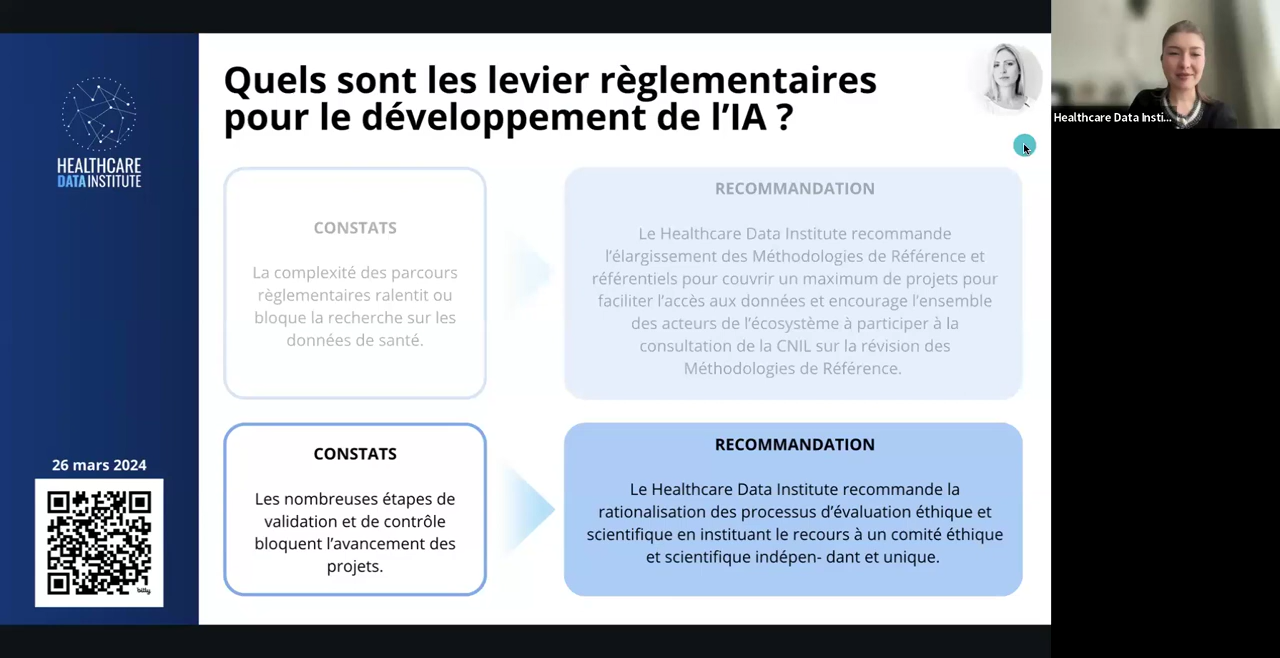 HEALTHCARE
DATA INSTITUTE
26 mars 2024
bitly
Quels sont les levier règlementaires
pour le développement de l'IA ?
CONSTATS
La complexité des parcours
règlementaires ralentit ou
bloque la recherche sur les
données de santé.
RECOMMANDATION
Le Healthcare Data Institute recommande
l'élargissement des Méthodologies de Référence et
référentiels pour couvrir un maximum de projets pour
faciliter l'accès aux données et encourage l'ensemble
des acteurs de l'écosystème à participer à la
consultation de la CNIL sur la révision des
Méthodologies de Référence.
CONSTATS
Les nombreuses étapes de
validation et de contrôle
bloquent l'avancement des
projets.
RECOMMANDATION
Le Healthcare Data Institute recommande la
rationalisation des processus d'évaluation éthique et
scientifique en instituant le recours à un comité éthique
et scientifique indépen- dant et unique.
Healthcare Data Insti...